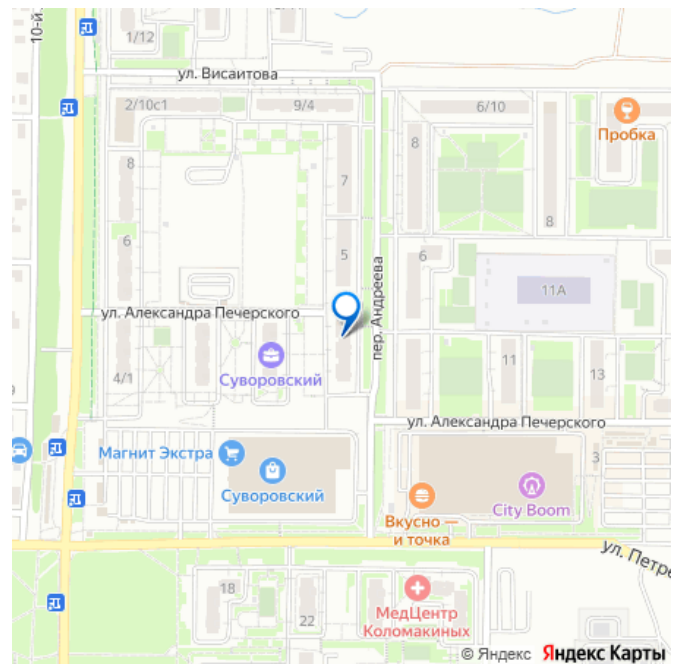 10-й
1/12
ул. Висаитова
2/10с1
9/4
6/10
Пробка
8
8
7
8
6
5
6
11А
ул. Александра Печерского
пер. Андреева
Суворовский
4/1
11
13
ул. Александра Печерского
Магнит Экстра
Суворовский
3
City Boom
Вкусно —
и точка
ул. Петре
18
22
МедЦентр
Коломакиных
© Яндекс Яндекс Карты